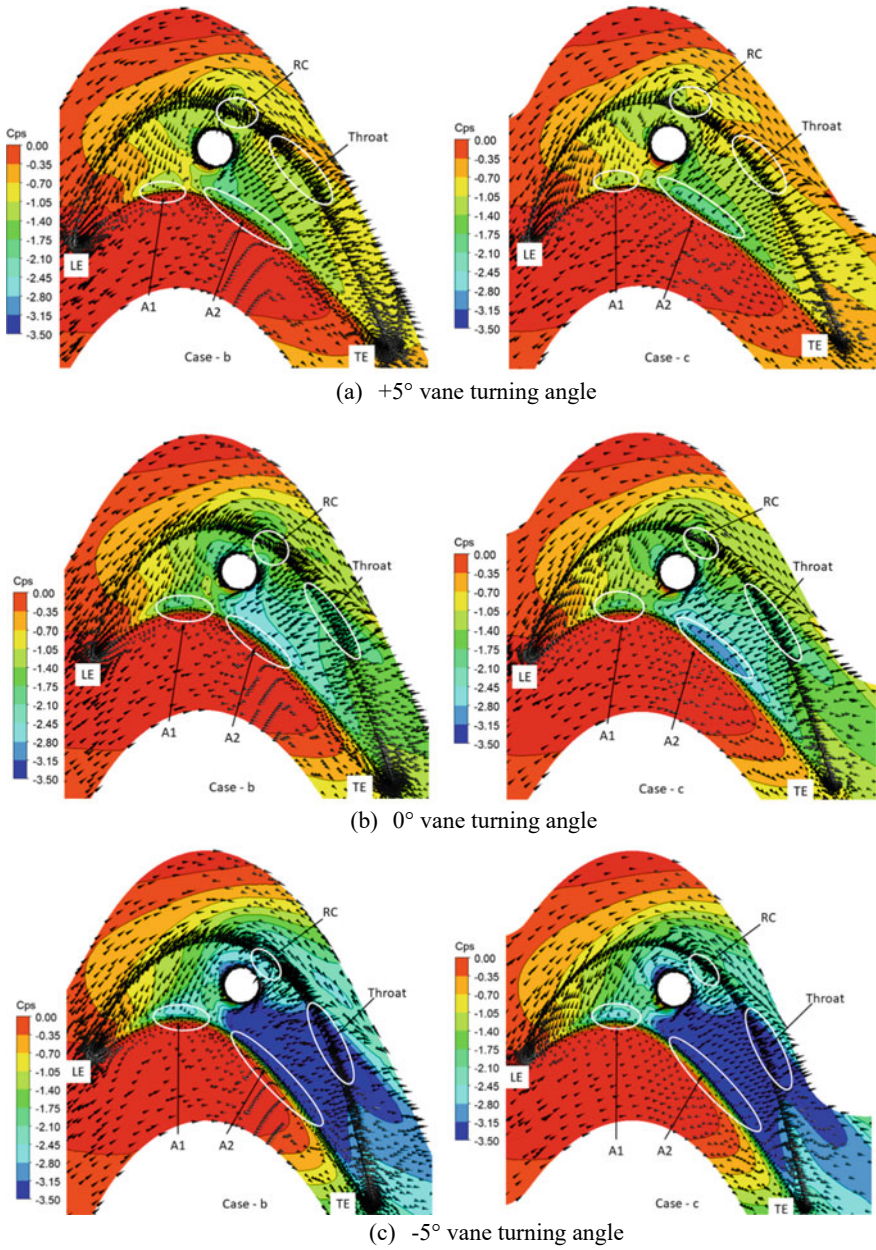 RC
Throat
Cps
0.00
-0.35
-0.70
-1.05
-1.40
-1.75
-2.10
-2.45
-2.80
-3.15
-3.50
LE
A1
A2
TE
Case - b
RC
Throat
Cps
0.00
-0.35
-0.70
-1.05
-1.40
-1.75
-2.10
-2.45
-2.80
-3.15
-3.50
LE
A1
A2
TE
Case - c
(a) +5° vane turning angle
RC
Throat
Cps
0.00
-0.35
-0.70
-1.05
-1.40
-1.75
-2.10
-2.45
-2.80
-3.15
-3.50
LE
A1
A2
TE
Case - b
RC
Throat
Cps
0.00
-0.35
-0.70
-1.05
-1.40
-1.75
-2.10
-2.45
-2.80
-3.15
-3.50
LE
A1
A2
TE
Case - c
(b) 0° vane turning angle
RC
Throat
Cps
0.00
-0.35
-0.70
-1.05
-1.40
-1.75
-2.10
-2.45
-2.80
-3.15
-3.50
LE
A1
A2
TE
Case - b
RC
Throat
Cps
0.00
-0.35
-0.70
-1.05
-1.40
-1.75
-2.10
-2.45
-2.80
-3.15
-3.50
LE
A1
A2
TE
Case - c
(c) -5° vane turning angle